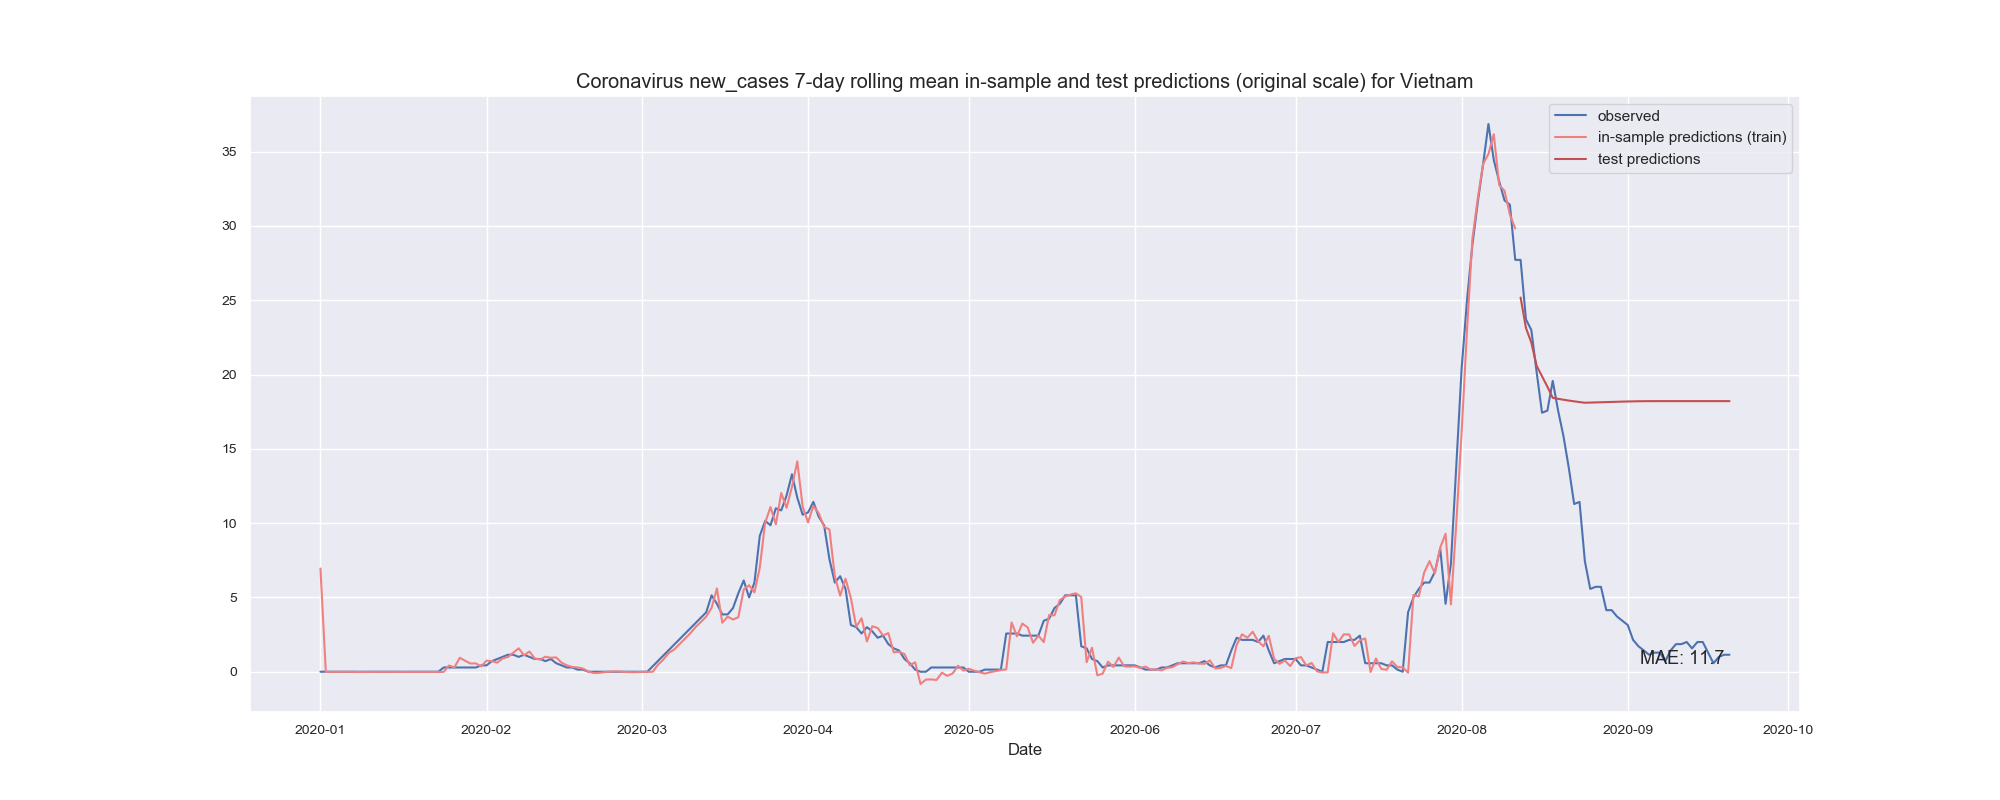 Coronavirus new_cases 7-day rolling mean in-sample and test predictions (original scale) for Vietnam
observed
in-sample predictions (train)
test predictions
35
30
25
20
15
10
5
0
MAE: 11.7
2020-01 2020-02 2020-03 2020-04 2020-05 2020-06 2020-07 2020-08 2020-09 2020-10
Date